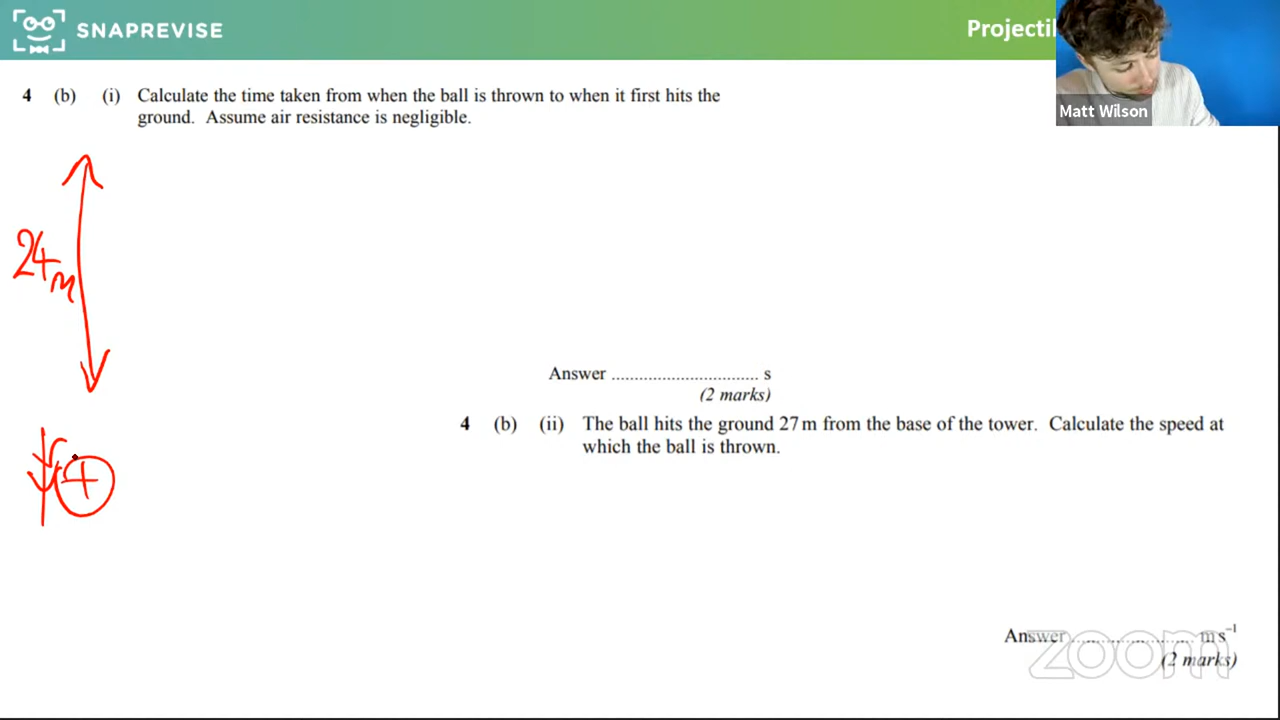 SNAPREVISE
Projectil
Matt Wilson
4 (b) (i) Calculate the time taken from when the ball is thrown to when it first hits the
ground. Assume air resistance is negligible.
24m
Answer .............................. s
(2 marks)
4 (b) (ii) The ball hits the ground 27 m from the base of the tower. Calculate the speed at
which the ball is thrown.
+
Answer ......................... m s⁻¹
zoom
(2 marks)